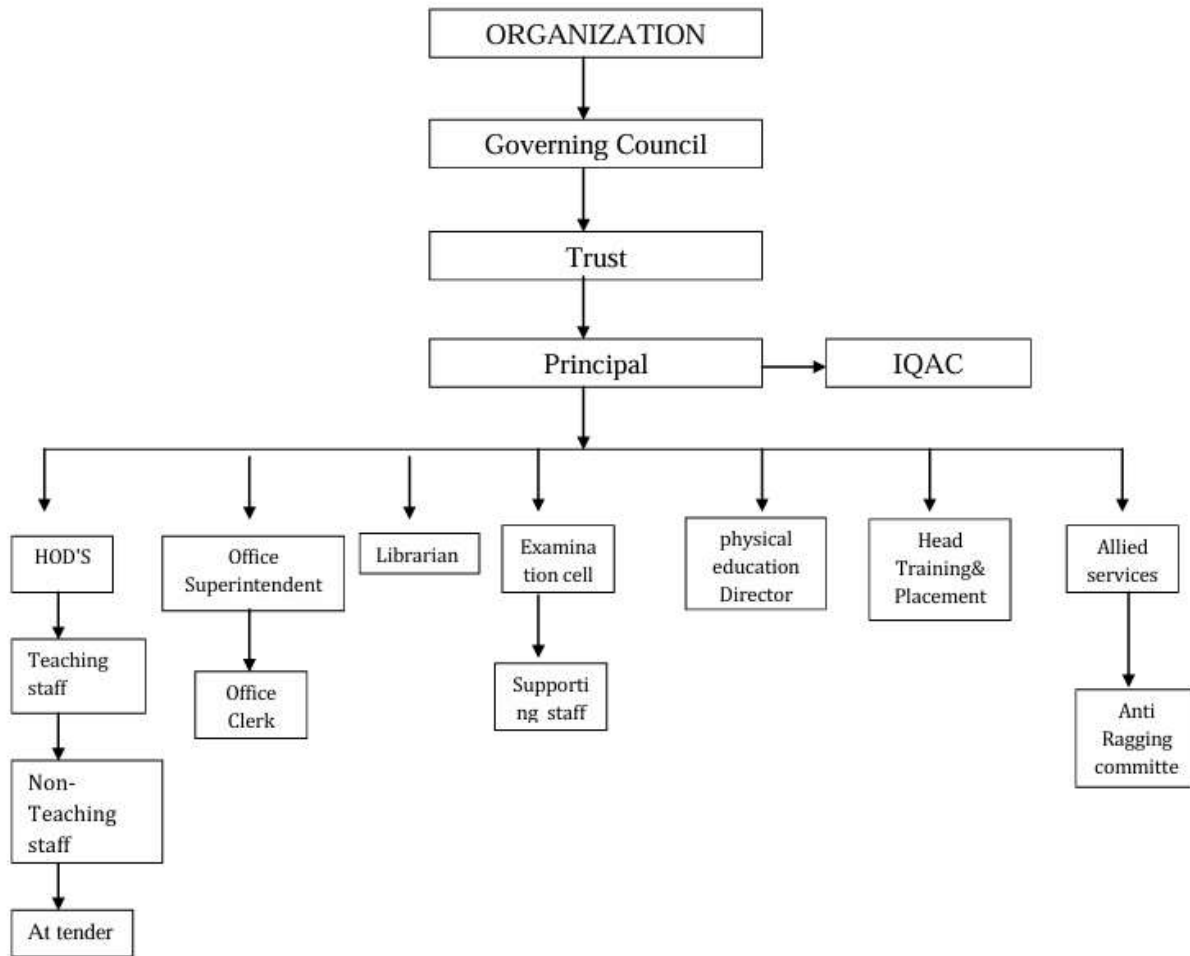 ORGANIZATION
Governing Council
Trust
Principal
IQAC
HOD'S
Office
Superintendent
Librarian
Examina
tion cell
physical
education
Director
Head
Training&
Placement
Allied
services
Teaching
staff
Office
Clerk
Supporti
ng staff
Anti
Ragging
committe
Non-
Teaching
staff
At tender